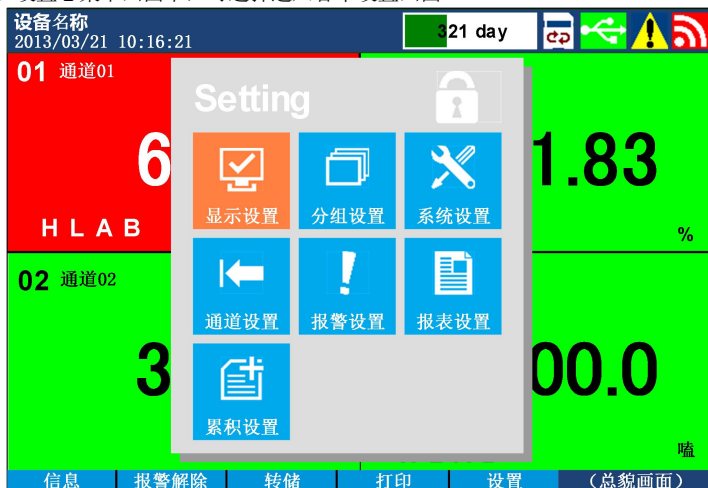 设备名称
2013/03/21 10:16:21
321 day
01 通道01
6
H L A B
1.83
%
Setting
显示设置
分组设置
系统设置
通道设置
报警设置
报表设置
累积设置
02 通道02
3
00.0
嗑
信息
报警解除
转储
打印
设置
(总貌画面)